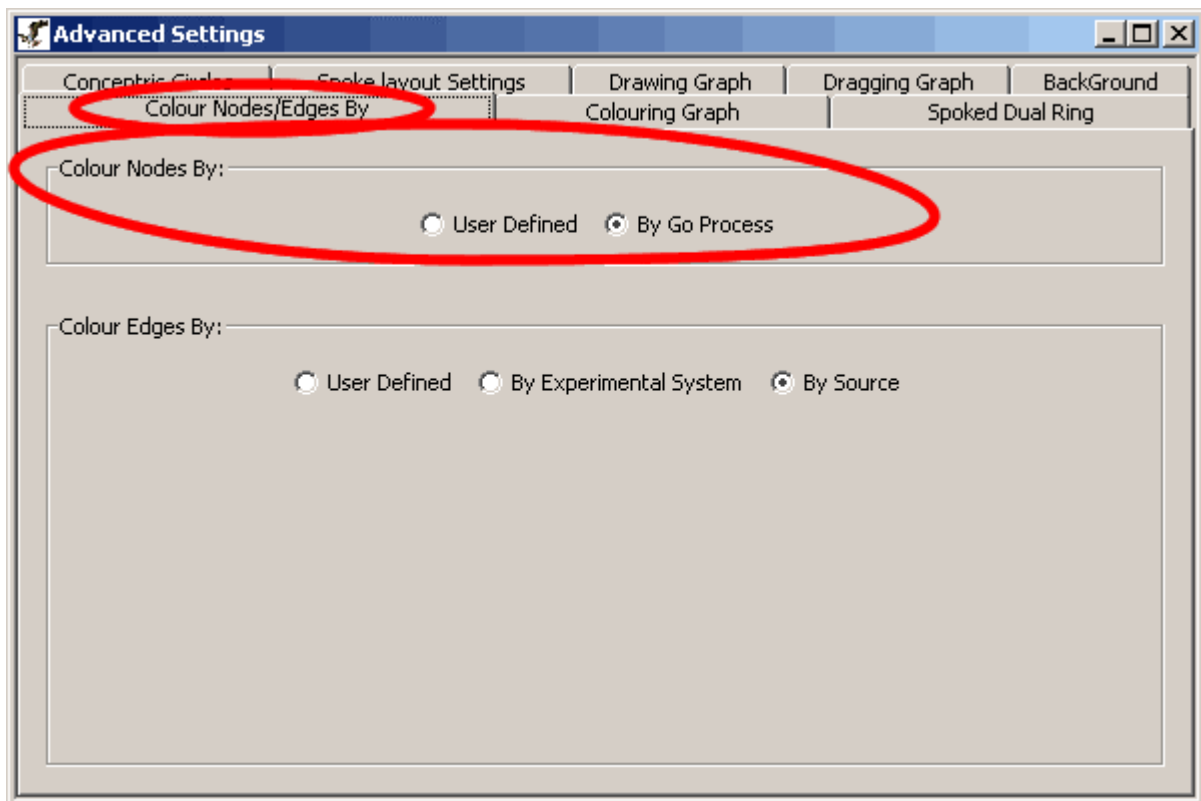 Advanced Settings
Concentric Circles Spoke layout Settings Drawing Graph Dragging Graph BackGround
Colour Nodes/Edges By Colouring Graph Spoked Dual Ring
Colour Nodes By:
User Defined By Go Process
Colour Edges By:
User Defined By Experimental System By Source